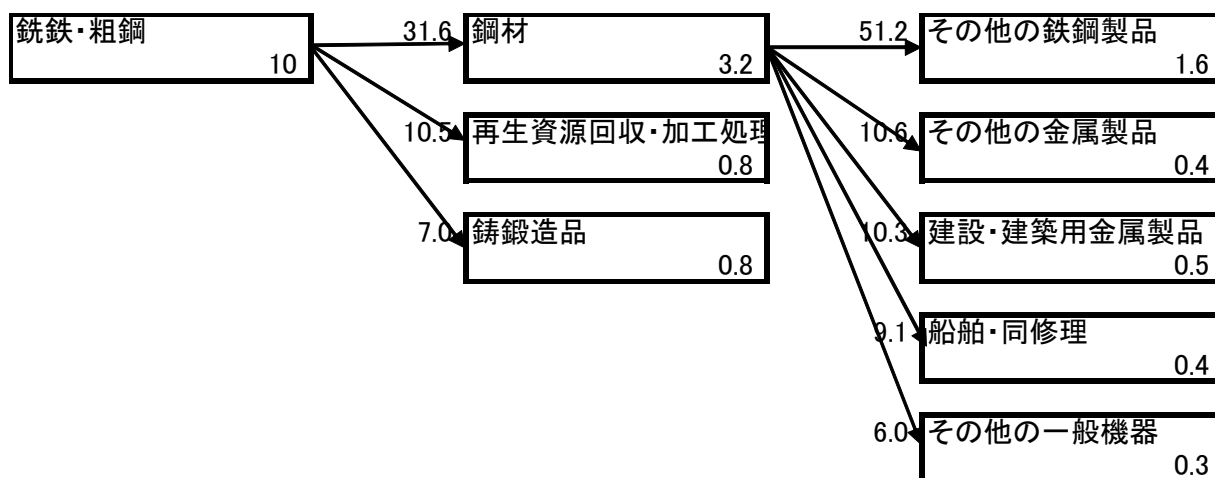 銑鉄・粗鋼
10
31.6
鋼材
3.2
51.2
その他の鉄鋼製品
1.6
10.5
再生資源回収・加工処理
0.8
10.6
その他の金属製品
0.4
7.0
鋳鍛造品
0.8
10.3
建設・建築用金属製品
0.5
9.1
船舶・同修理
0.4
6.0
その他の一般機器
0.3